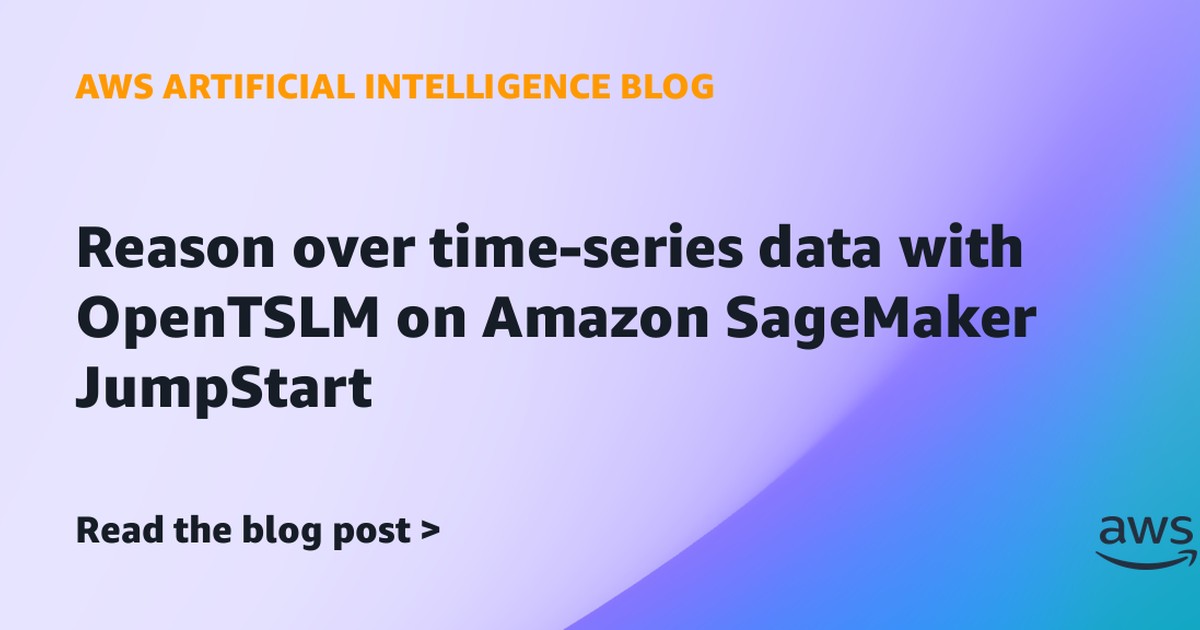 AWS ARTIFICIAL INTELLIGENCE BLOG
Reason over time-series data with
OpenTSLM on Amazon SageMaker
JumpStart
Read the blog post >
aws